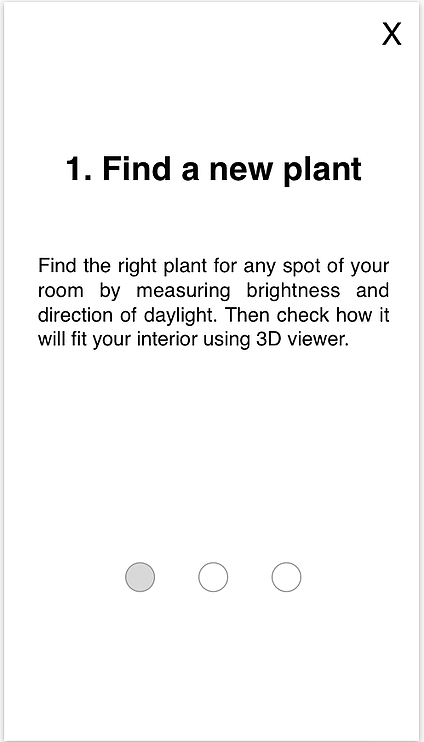 X
1. Find a new plant
Find the right plant for any spot of your
room by measuring brightness and
direction of daylight. Then check how it
will fit your interior using 3D viewer.